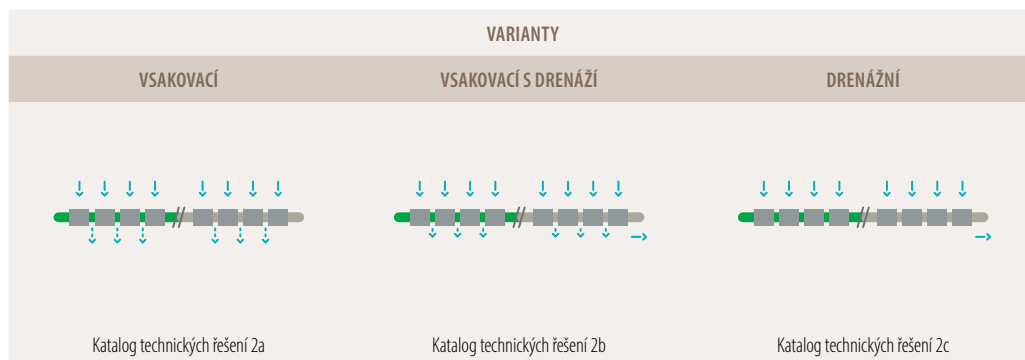 VARIANTY
VSAKOVACÍ
VSAKOVACÍ S DRENÁŽÍ
DRENÁŽNÍ
Katalog technických řešení 2a
Katalog technických řešení 2b
Katalog technických řešení 2c